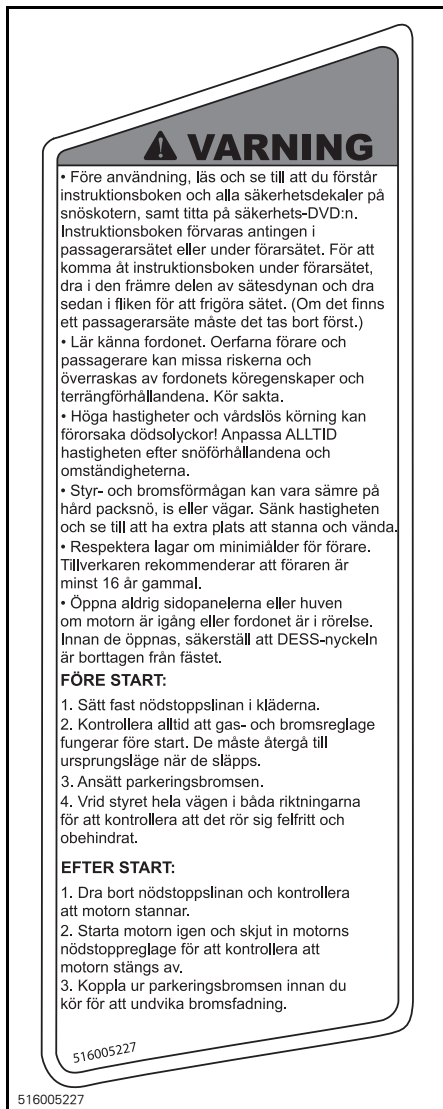 VARNING
• Före användning, läs och se till att du förstår
instruktionsboken och alla säkerhetsdekaler på
snöskotern, samt titta på säkerhets-DVD:n.
Instruktionsboken förvaras antingen i
passagerarsätet eller under förarsätet. För att
komma åt instruktionsboken under förarsätet,
dra i den främre delen av sätesdynan och dra
sedan i fliken för att frigöra sätet. (Om det finns
ett passagerarsäte måste det tas bort först.)
• Lär känna fordonet. Oerfarna förare och
passagerare kan missa riskerna och
överraskas av fordonets köregenskaper och
terrängförhållandena. Kör sakta.
• Höga hastigheter och vårdslös körning kan
förorsaka dödsolyckor! Anpassa ALLTID
hastigheten efter snöförhållandena och
omständigheterna.
• Styr- och bromsförmågan kan vara sämre på
hård packsnö, is eller vägar. Sänk hastigheten
och se till att ha extra plats att stanna och vända.
• Respektera lagar om minimiålder för förare.
Tillverkaren rekommenderar att föraren är
minst 16 år gammal.
• Öppna aldrig sidopanelerna eller huven
om motorn är igång eller fordonet är i rörelse.
Innan de öppnas, säkerställ att DESS-nyckeln
är borttagen från fästet.
FÖRE START:
1. Sätt fast nödstoppslinan i kläderna.
2. Kontrollera alltid att gas- och bromsreglage
fungerar före start. De måste återgå till
ursprungsläge när de släpps.
3. Ansätt parkeringsbromsen.
4. Vrid styret hela vägen i båda riktningarna
för att kontrollera att det rör sig felfritt och
obehindrat.
EFTER START:
1. Dra bort nödstoppslinan och kontrollera
att motorn stannar.
2. Starta motorn igen och skjut in motorns
nödstoppreglage för att kontrollera att
motorn stängs av.
3. Koppla ur parkeringsbromsen innan du
kör för att undvika bromsfadning.
516005227
516005227